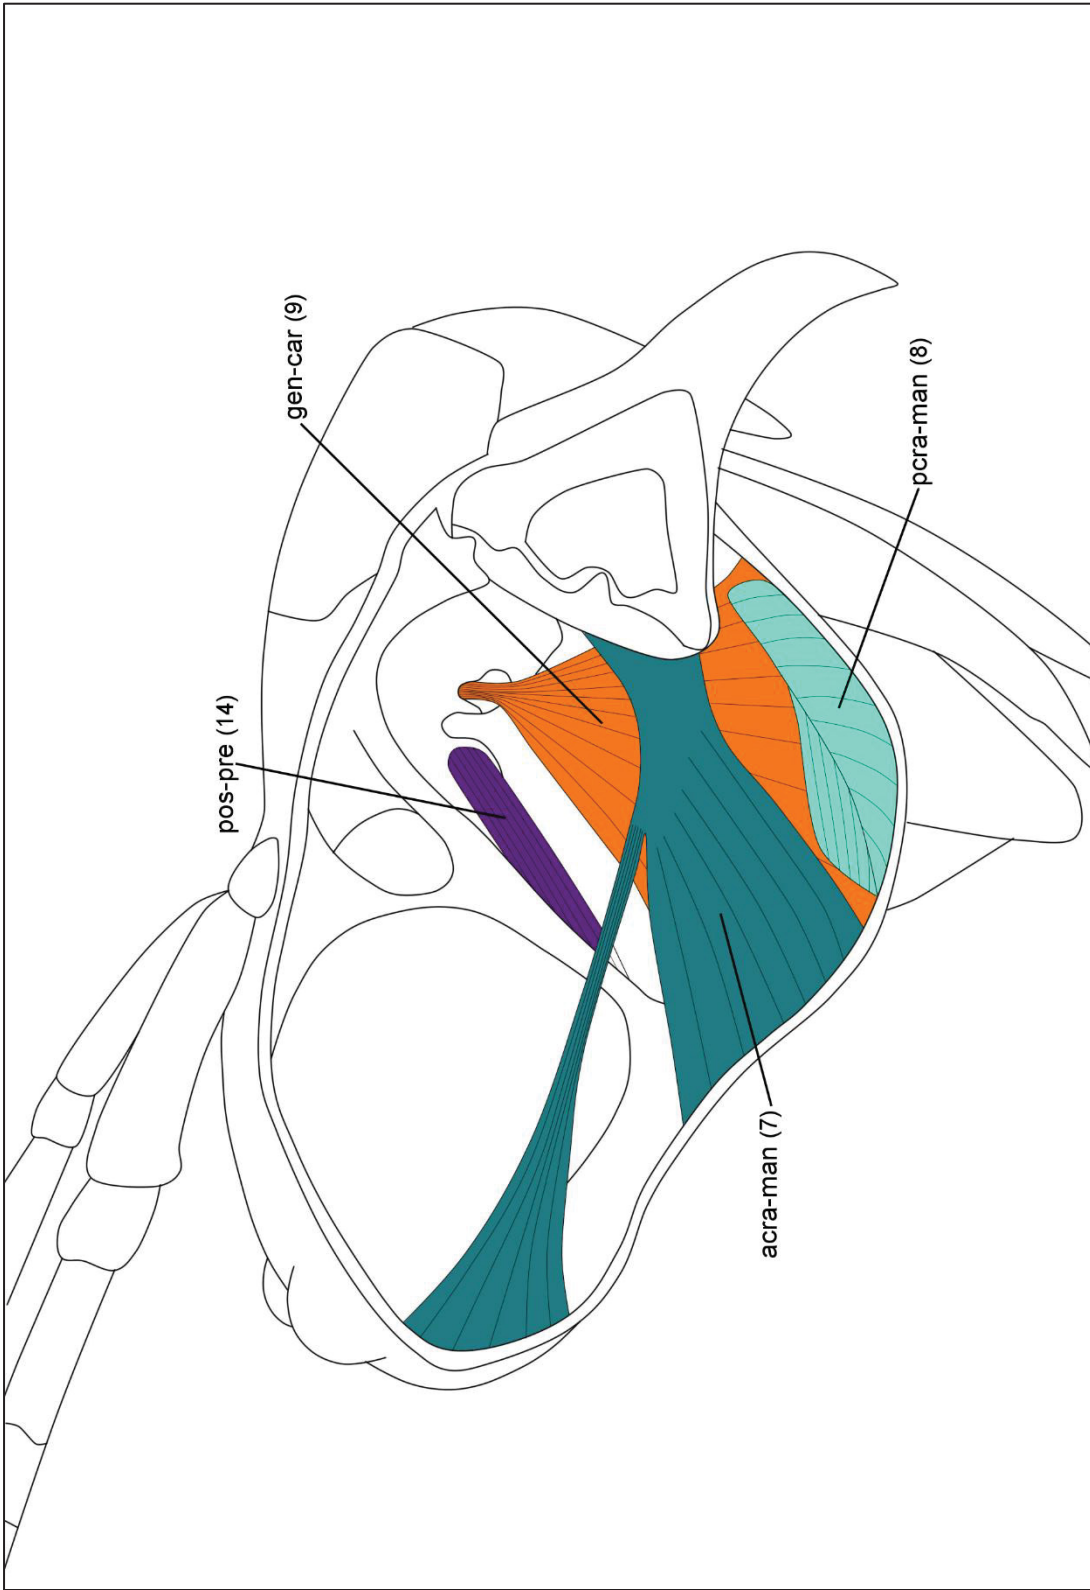 gen-car (9)
pos-pre (14)
pcra-man (8)
acra-man (7)